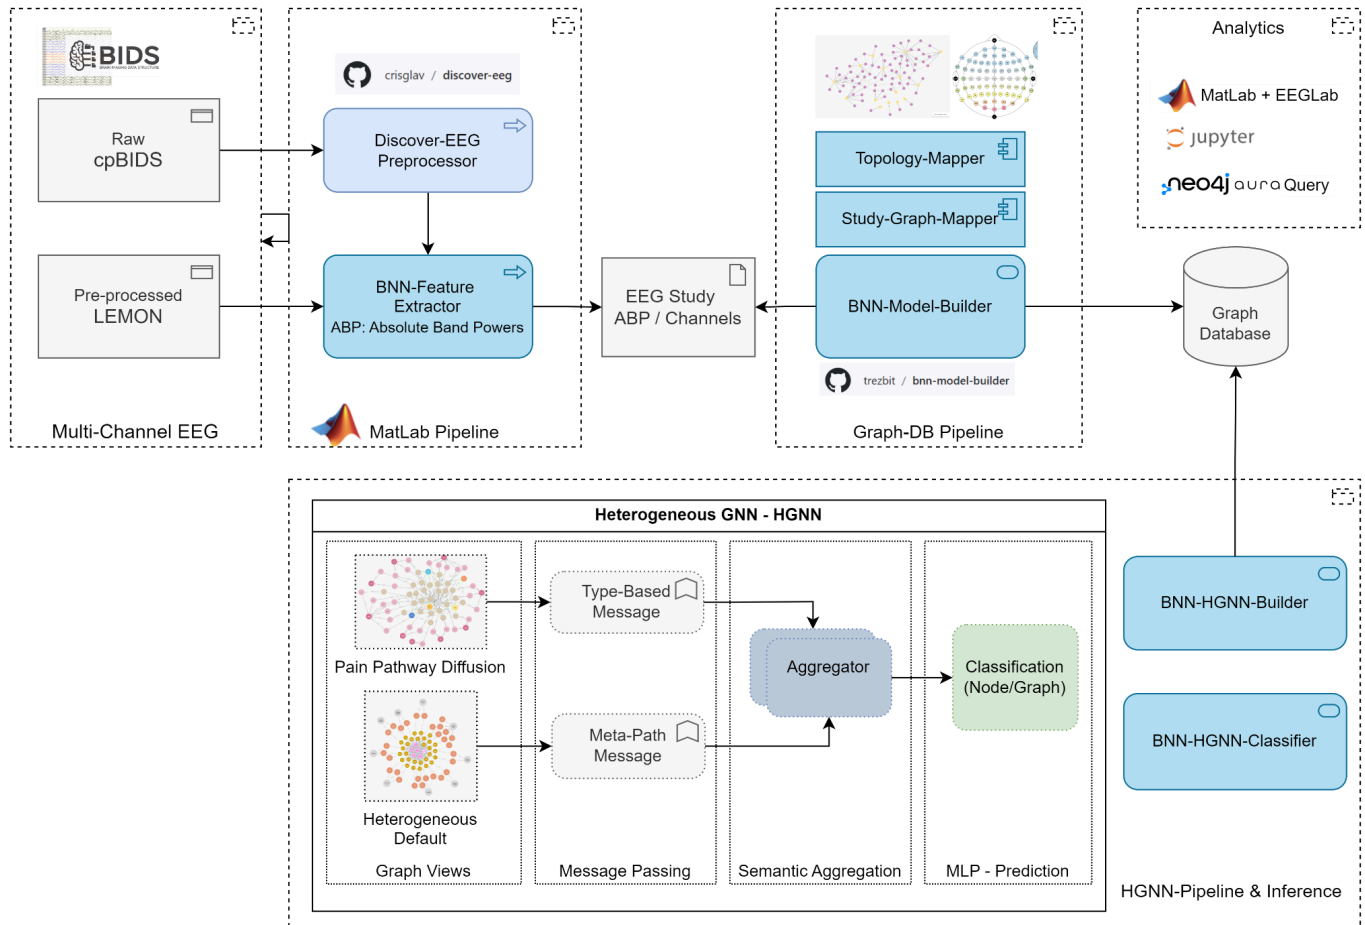 BIDS
BRAIN IMAGING DATA STRUCTURE
Raw
cpBIDS
Pre-processed
LEMON
Multi-Channel EEG
crisglav / discover-eeg
Discover-EEG
Preprocessor
BNN-Feature
Extractor
ABP: Absolute Band Powers
MatLab Pipeline
EEG Study
ABP / Channels
Topology-Mapper
Study-Graph-Mapper
BNN-Model-Builder
trezbit / bnn-model-builder
Graph-DB Pipeline
Analytics
MatLab + EEGLab
jupyter
neo4j aura Query
Graph
Database
Heterogeneous GNN - HGNN
Pain Pathway Diffusion
Heterogeneous
Default
Graph Views
Type-Based
Message
Meta-Path
Message
Message Passing
Aggregator
Semantic Aggregation
Classification
(Node/Graph)
MLP - Prediction
BNN-HGNN-Builder
BNN-HGNN-Classifier
HGNN-Pipeline & Inference